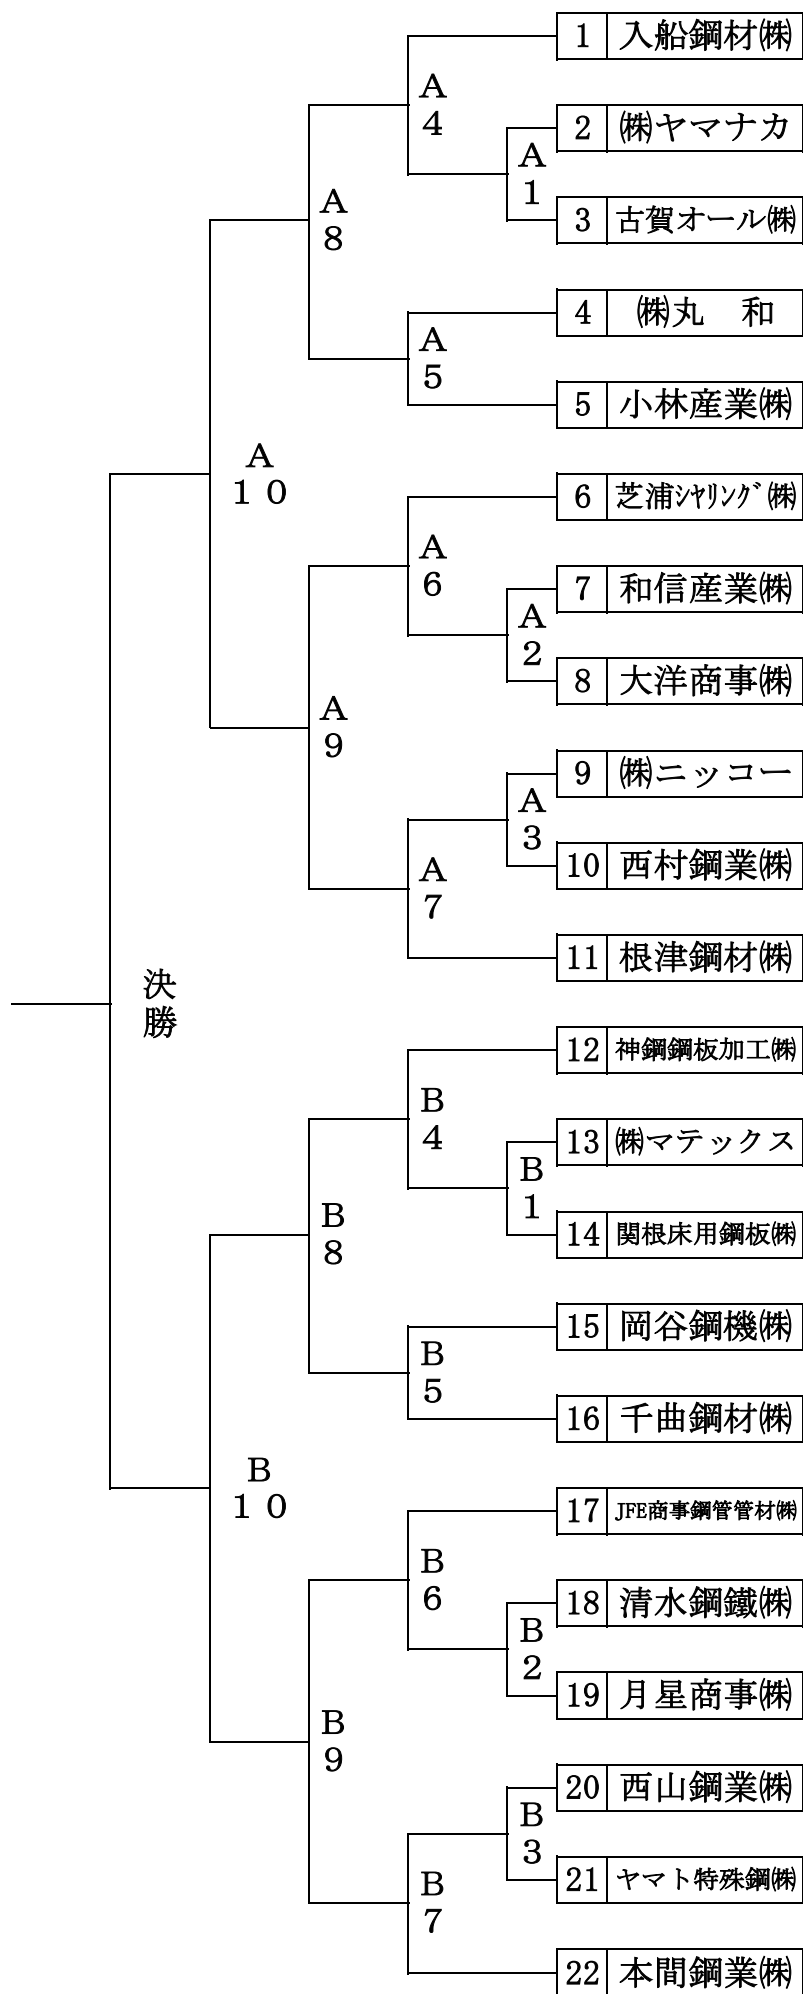 1 入船鋼材㈱
2 ㈱ヤマナカ
3 古賀オール㈱
4 ㈱丸　和
5 小林産業㈱
6 芝浦ｼﾔﾘﾝｸﾞ㈱
7 和信産業㈱
8 大洋商事㈱
9 ㈱ニッコー
10 西村鋼業㈱
11 根津鋼材㈱
12 神鋼鋼板加工㈱
13 ㈱マテックス
14 関根床用鋼板㈱
15 岡谷鋼機㈱
16 千曲鋼材㈱
17 JFE商事鋼管管材㈱
18 清水鋼鐵㈱
19 月星商事㈱
20 西山鋼業㈱
21 ヤマト特殊鋼㈱
22 本間鋼業㈱
A
1
A
2
A
3
A
4
A
5
A
6
A
7
A
8
A
9
A
１０
B
1
B
2
B
3
B
4
B
5
B
6
B
7
B
8
B
9
B
１０
決
勝